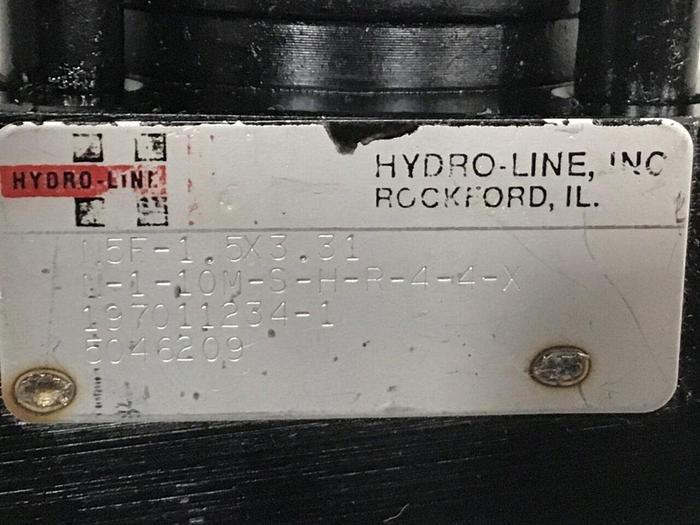 HYDRO-LINE
HYDRO-LINE, INC
ROCKFORD, IL.
N5F-1.5X3.31
N-1-10M-S-H-R-4-4-X
197011234-1
5046209